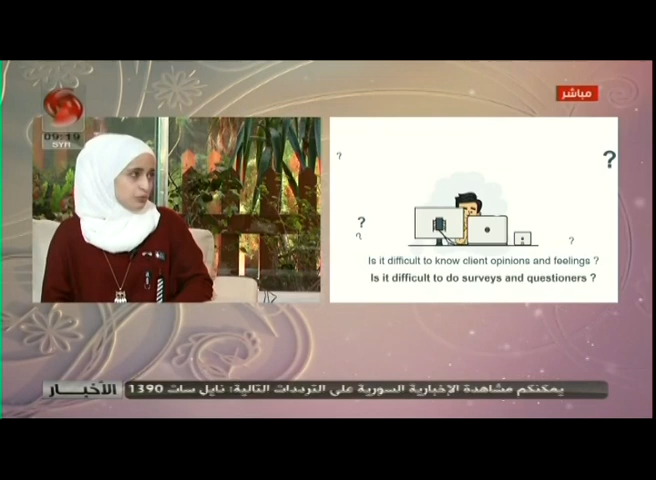 مباشر
09:19
SYR
Is it difficult to know client opinions and feelings ?
Is it difficult to do surveys and questioners ?
الأخبار
يمكنكم مشاهدة الإخبارية السورية على الترددات التالية: نايل سات 1390